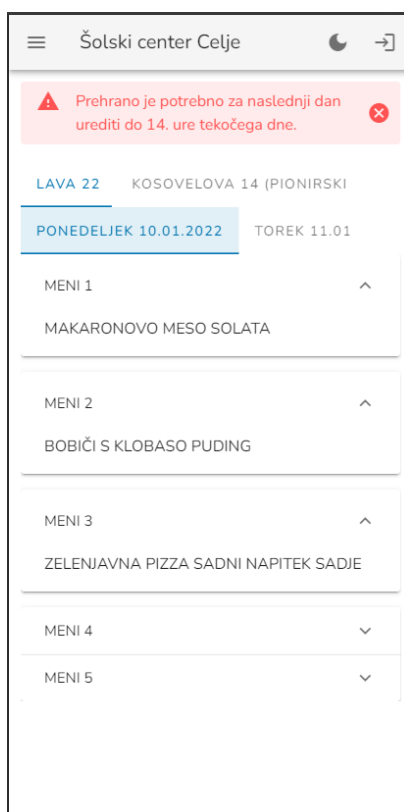 Šolski center Celje
Prehrano je potrebno za naslednji dan
urediti do 14. ure tekočega dne.
LAVA 22 KOSOVELOVA 14 (PIONIRSKI
PONEDELJEK 10.01.2022 TOREK 11.01
MENI 1
MAKARONOVO MESO SOLATA
MENI 2
BOBIČI S KLOBASO PUDING
MENI 3
ZELENJAVNA PIZZA SADNI NAPITEK SADJE
MENI 4
MENI 5